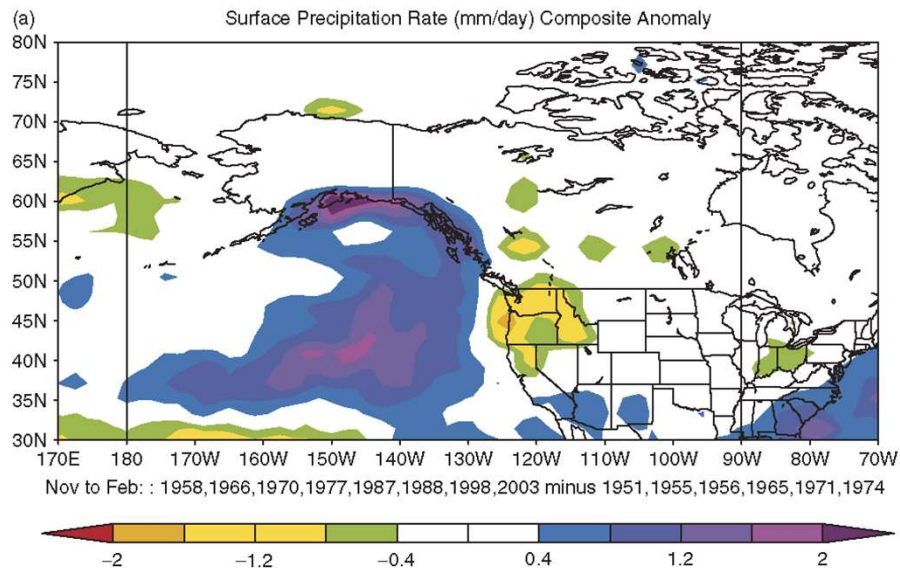 (a) Surface Precipitation Rate (mm/day) Composite Anomaly
80N
75N
70N
65N
60N
55N
50N
45N
40N
35N
30N
170E 180 170W 160W 150W 140W 130W 120W 110W 100W 90W 80W 70W
Nov to Feb: : 1958,1966,1970,1977,1987,1988,1998,2003 minus 1951,1955,1956,1965,1971,1974
−2 −1.2 −0.4 0.4 1.2 2